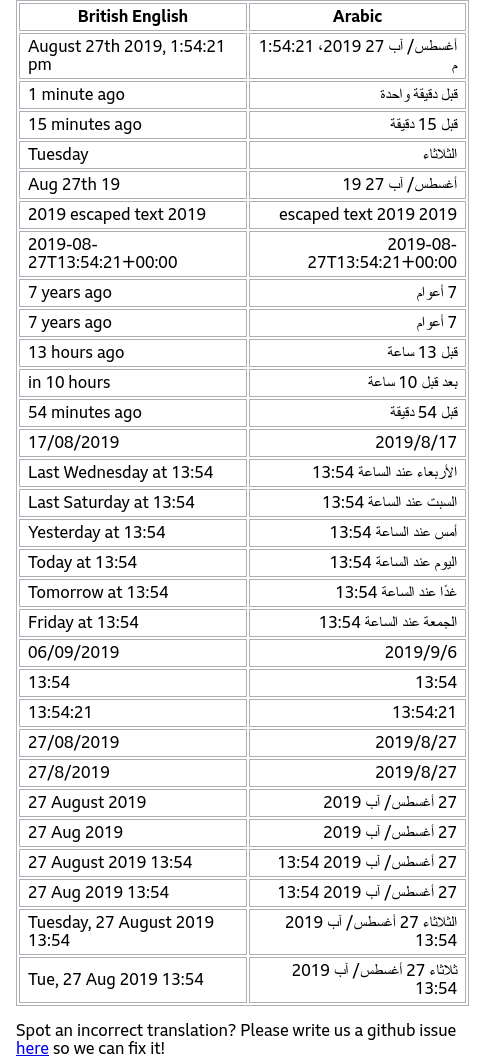 British English Arabic
August 27th 2019, 1:54:21 أغسطس/ آب 27 2019، 1:54:21
pm م
1 minute ago قبل دقيقة واحدة
15 minutes ago قبل 15 دقيقة
Tuesday الثلاثاء
Aug 27th 19 أغسطس/ آب 27 19
2019 escaped text 2019 2019 escaped text 2019
2019-08- 2019-08-
27T13:54:21+00:00 27T13:54:21+00:00
7 years ago 7 أعوام
7 years ago 7 أعوام
13 hours ago قبل 13 ساعة
in 10 hours بعد قبل 10 ساعة
54 minutes ago قبل 54 دقيقة
17/08/2019 2019/8/17
Last Wednesday at 13:54 الأربعاء عند الساعة 13:54
Last Saturday at 13:54 السبت عند الساعة 13:54
Yesterday at 13:54 أمس عند الساعة 13:54
Today at 13:54 اليوم عند الساعة 13:54
Tomorrow at 13:54 غدًا عند الساعة 13:54
Friday at 13:54 الجمعة عند الساعة 13:54
06/09/2019 2019/9/6
13:54 13:54
13:54:21 13:54:21
27/08/2019 2019/8/27
27/8/2019 2019/8/27
27 August 2019 27 أغسطس/ آب 2019
27 Aug 2019 27 أغسطس/ آب 2019
27 August 2019 13:54 27 أغسطس/ آب 2019 13:54
27 Aug 2019 13:54 27 أغسطس/ آب 2019 13:54
Tuesday, 27 August 2019 الثلاثاء 27 أغسطس/ آب 2019
13:54 13:54
Tue, 27 Aug 2019 13:54 ثلاثاء 27 أغسطس/ آب 2019
13:54
Spot an incorrect translation? Please write us a github issue
here so we can fix it!